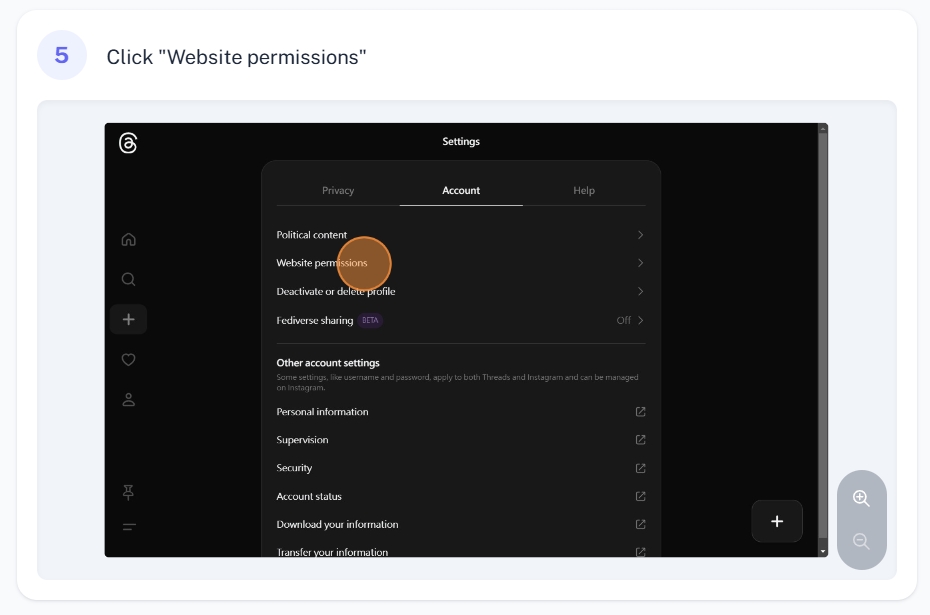 5
Click "Website permissions"
Settings
Privacy Account Help
Political content
Website permissions
Deactivate or delete profile
Fediverse sharing BETA Off
Other account settings
Some settings, like username and password, apply to both Threads and Instagram and can be managed
on Instagram.
Personal information
Supervision
Security
Account status
Download your information
Transfer your information